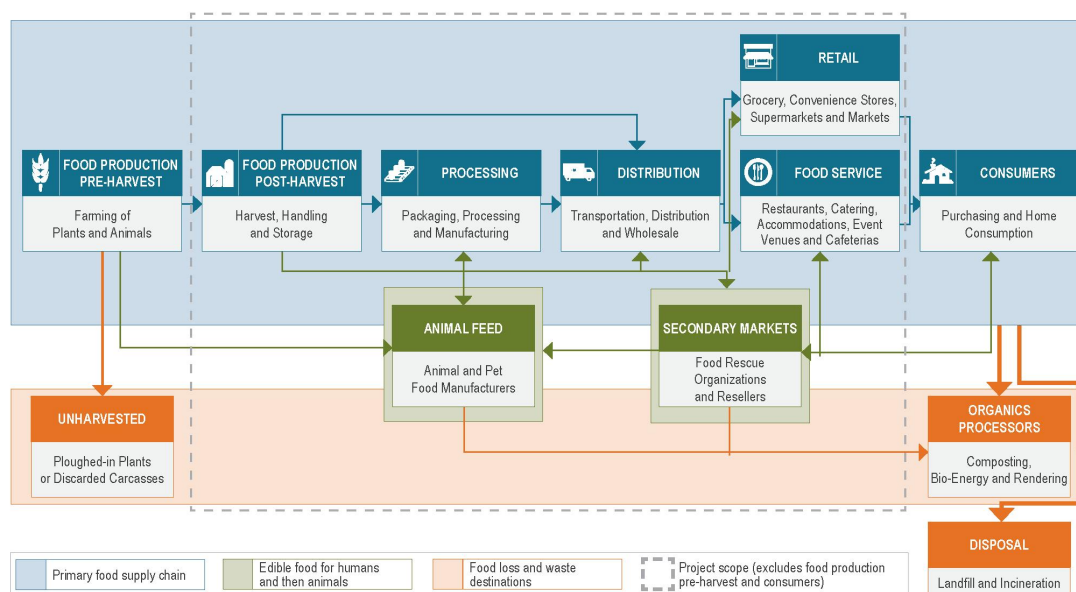 RETAIL
Grocery, Convenience Stores,
Supermarkets and Markets
FOOD PRODUCTION
PRE-HARVEST
Farming of
Plants and Animals
FOOD PRODUCTION
POST-HARVEST
Harvest, Handling
and Storage
PROCESSING
Packaging, Processing
and Manufacturing
DISTRIBUTION
Transportation, Distribution
and Wholesale
FOOD SERVICE
Restaurants, Catering,
Accommodations, Event
Venues and Cafeterias
CONSUMERS
Purchasing and Home
Consumption
ANIMAL FEED
Animal and Pet
Food Manufacturers
SECONDARY MARKETS
Food Rescue
Organizations
and Resellers
UNHARVESTED
Ploughed-in Plants
or Discarded Carcasses
ORGANICS
PROCESSORS
Composting,
Bio-Energy and Rendering
DISPOSAL
Landfill and Incineration
Primary food supply chain
Edible food for humans
and then animals
Food loss and waste
destinations
Project scope (excludes food production
pre-harvest and consumers)